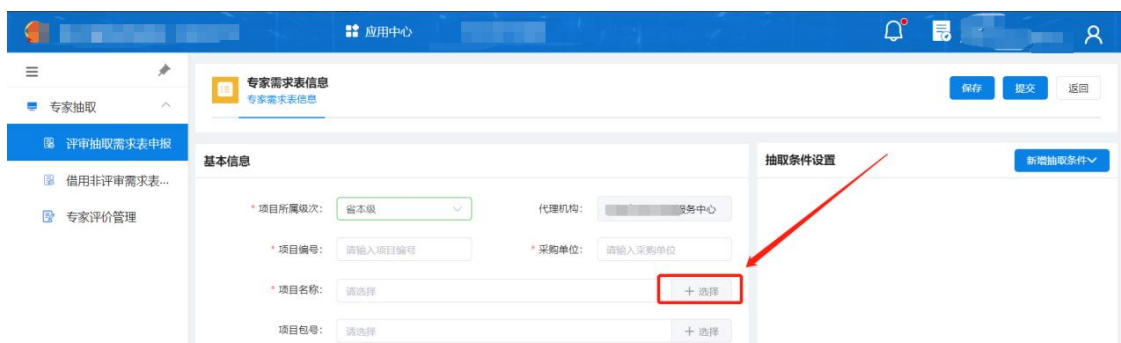 应用中心
专家抽取
评审抽取需求表申报
借用非评审需求表...
专家评价管理
专家需求表信息
专家需求表信息
保存 提交 返回
基本信息
* 项目所属级次： 省本级 代理机构： 服务中心
* 项目编号： 请输入项目编号 * 采购单位： 请输入采购单位
* 项目名称： 请选择 + 选择
项目包号： 请选择 + 选择
抽取条件设置 新增抽取条件